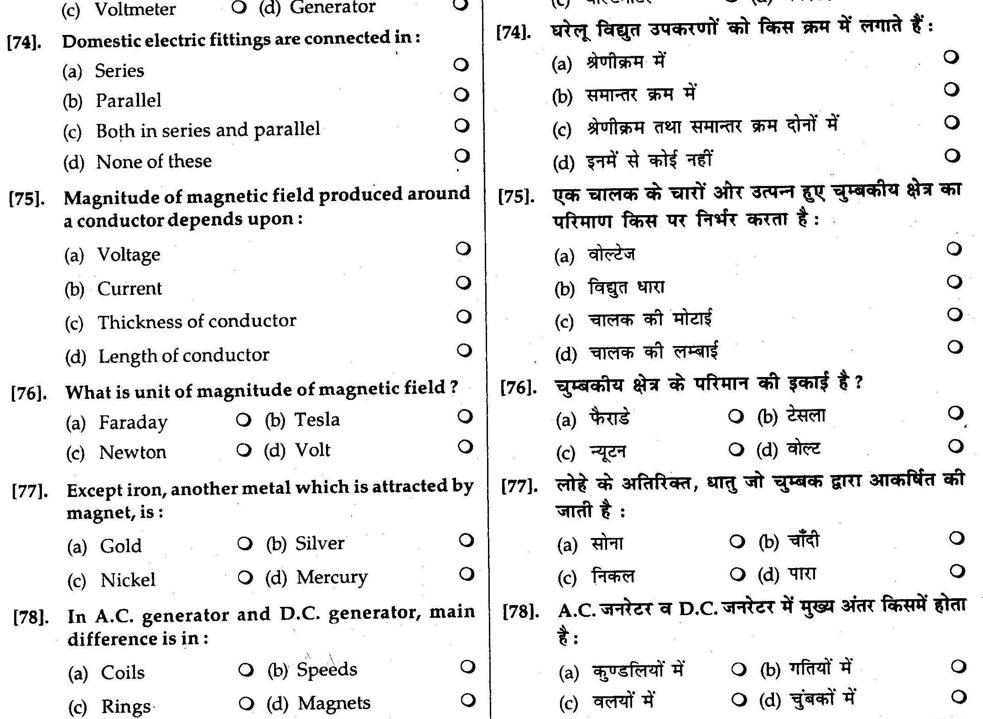 (c) Voltmeter O (d) Generator O
[74]. Domestic electric fittings are connected in :
(a) Series O
(b) Parallel O
(c) Both in series and parallel O
(d) None of these O
[75]. Magnitude of magnetic field produced around
a conductor depends upon :
(a) Voltage O
(b) Current O
(c) Thickness of conductor O
(d) Length of conductor O
[76]. What is unit of magnitude of magnetic field ?
(a) Faraday O (b) Tesla O
(c) Newton O (d) Volt O
[77]. Except iron, another metal which is attracted by
magnet, is :
(a) Gold O (b) Silver O
(c) Nickel O (d) Mercury O
[78]. In A.C. generator and D.C. generator, main
difference is in :
(a) Coils O (b) Speeds O
(c) Rings O (d) Magnets O
[74]. घरेलू विद्युत उपकरणों को किस क्रम में लगाते हैं :
(a) श्रेणीक्रम में O
(b) समान्तर क्रम में O
(c) श्रेणीक्रम तथा समान्तर क्रम दोनों में O
(d) इनमें से कोई नहीं O
[75]. एक चालक के चारों ओर उत्पन्न हुए चुम्बकीय क्षेत्र का
परिमाण किस पर निर्भर करता है :
(a) वोल्टेज O
(b) विद्युत धारा O
(c) चालक की मोटाई O
(d) चालक की लम्बाई O
[76]. चुम्बकीय क्षेत्र के परिमान की इकाई है ?
(a) फैराडे O (b) टेसला O
(c) न्यूटन O (d) वोल्ट O
[77]. लोहे के अतिरिक्त, धातु जो चुम्बक द्वारा आकर्षित की
जाती है :
(a) सोना O (b) चाँदी O
(c) निकल O (d) पारा O
[78]. A.C. जनरेटर व D.C. जनरेटर में मुख्य अंतर किसमें होता
है :
(a) कुण्डलियों में O (b) गतियों में O
(c) वलयों में O (d) चुंबकों में O